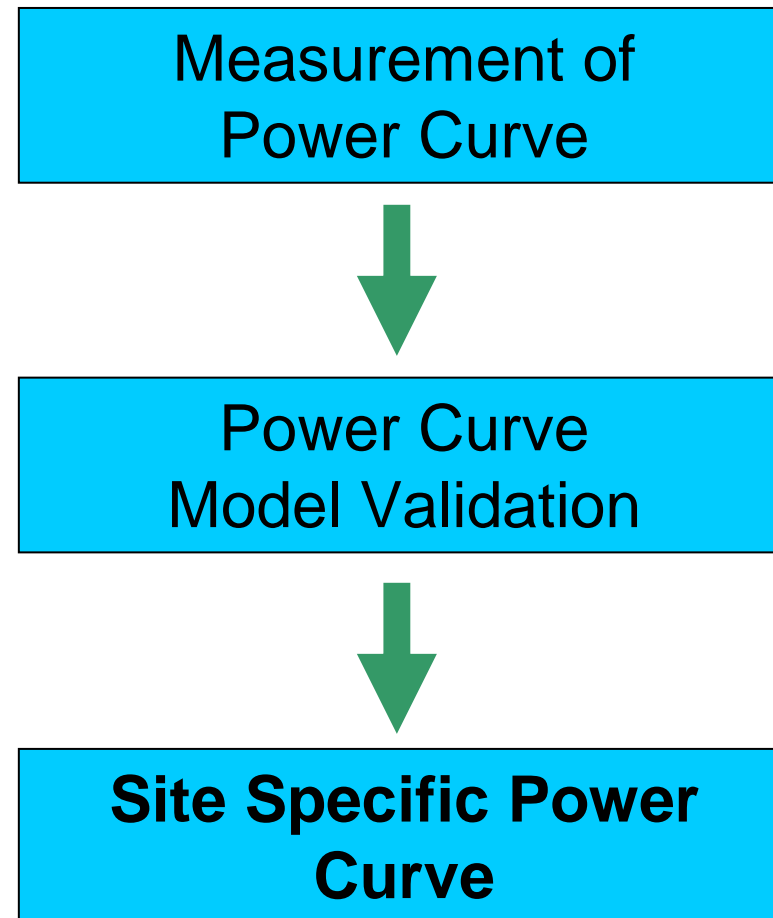 Measurement of
Power Curve
Power Curve
Model Validation
Site Specific Power
Curve